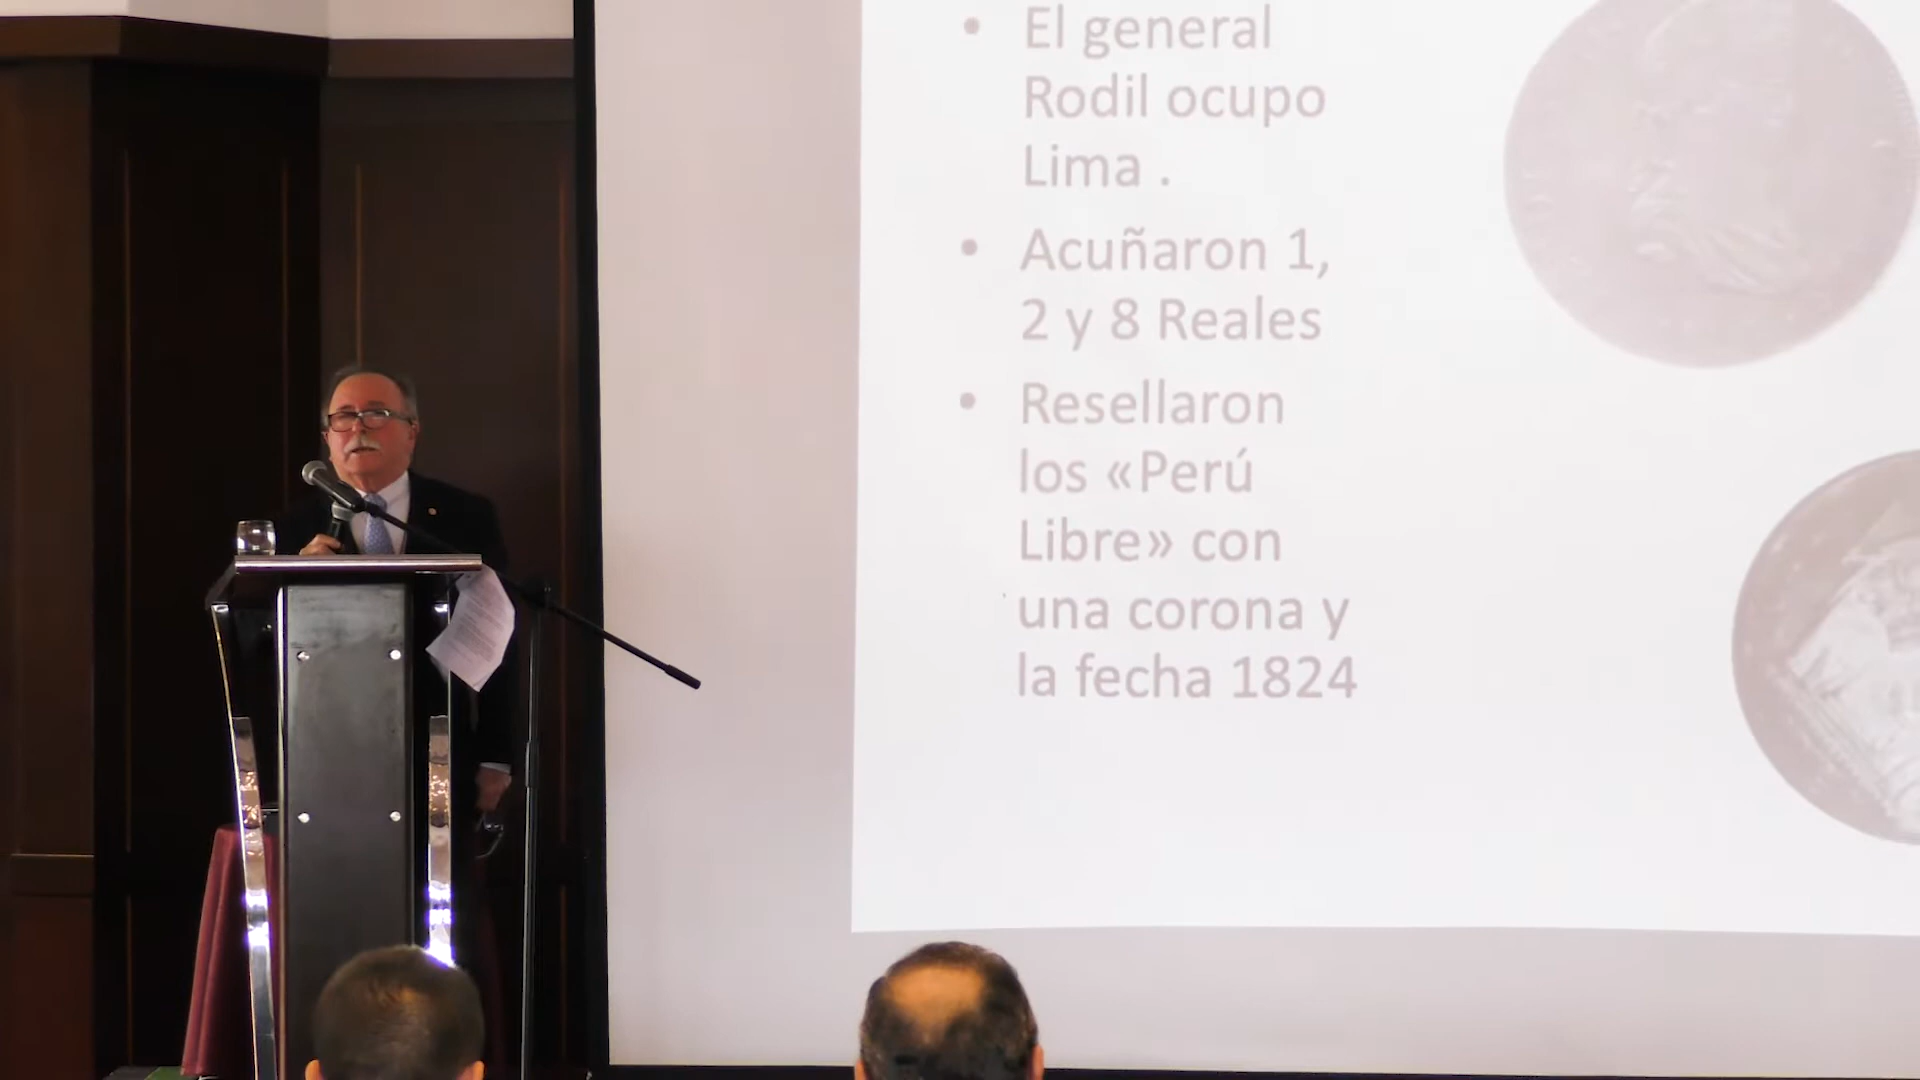 El general
Rodil ocupo
Lima .
Acuñaron 1,
2 y 8 Reales
Resellaron
los «Perú
Libre» con
una corona y
la fecha 1824